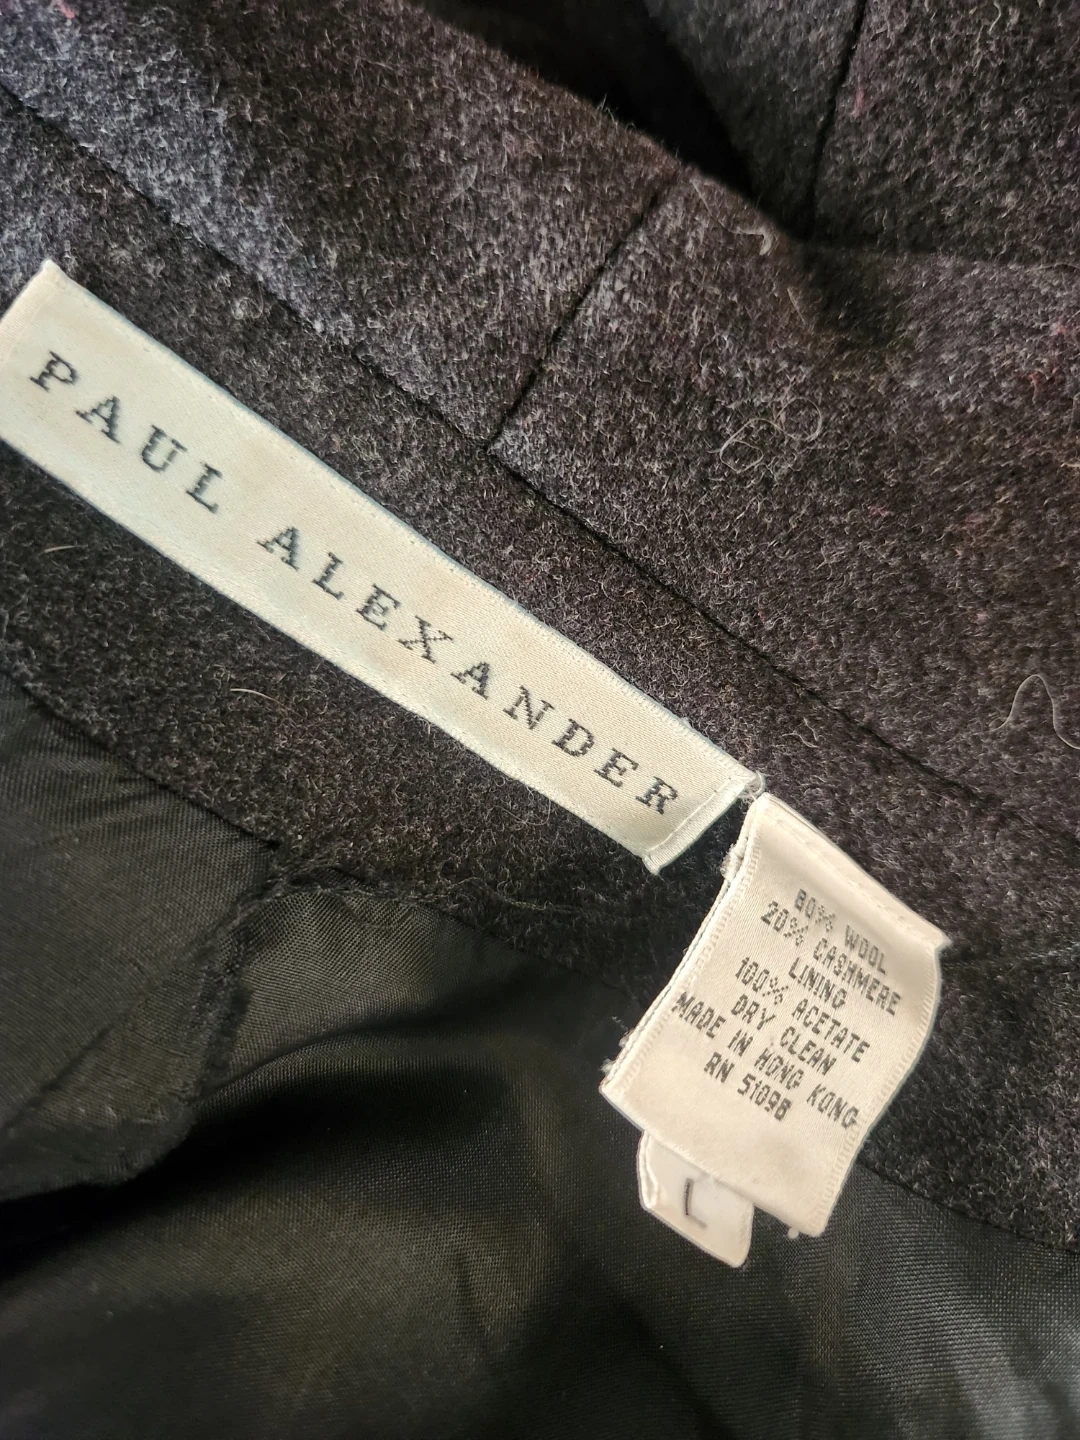 PAUL ALEXANDER
80% WOOL
20% CASHMERE
LINING
100% ACETATE
DRY CLEAN
MADE IN HONG KONG
RN 51098
L